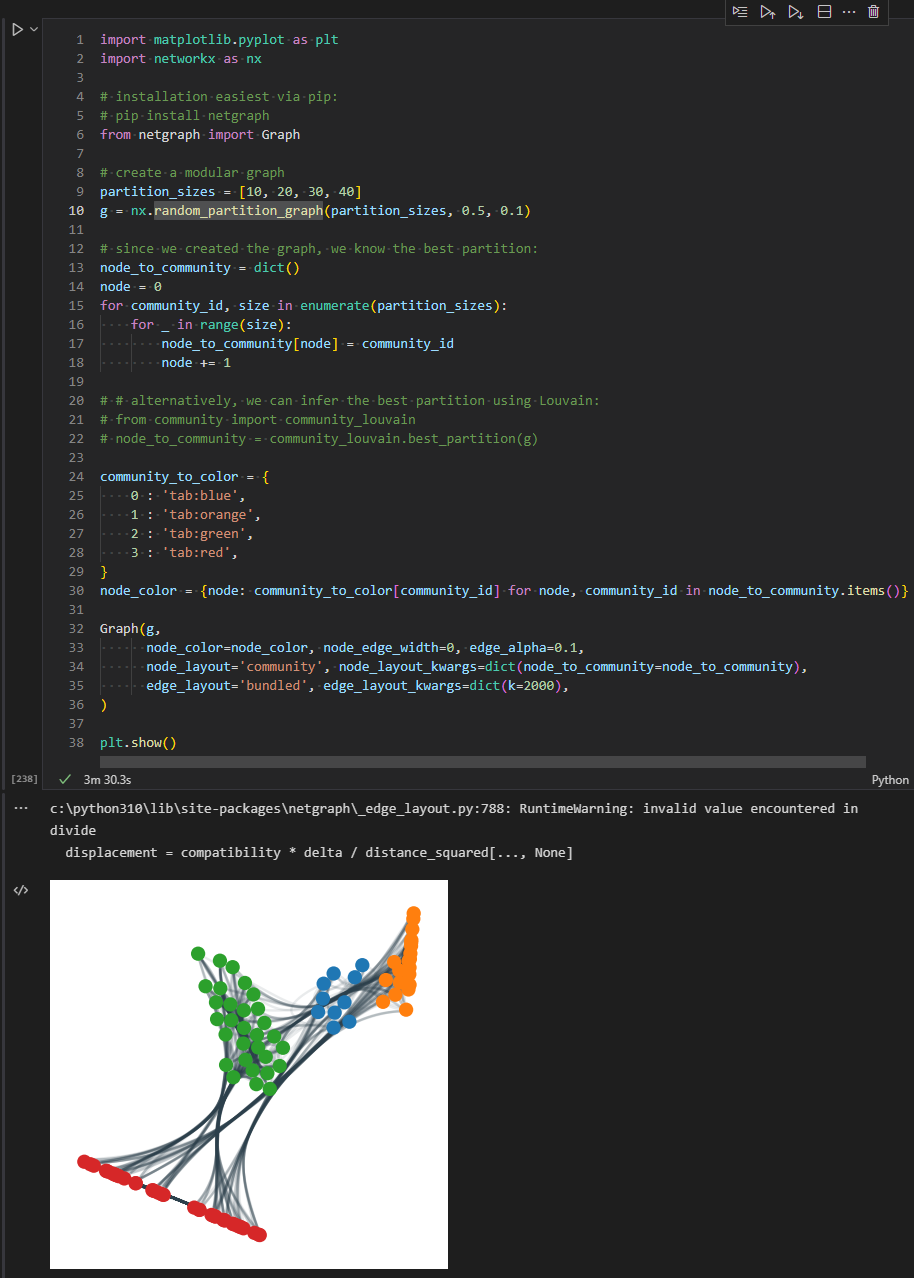 1 import matplotlib.pyplot as plt
2 import networkx as nx
3
4 # installation easiest via pip:
5 # pip install netgraph
6 from netgraph import Graph
7
8 # create a modular graph
9 partition_sizes = [10, 20, 30, 40]
10 g = nx.random_partition_graph(partition_sizes, 0.5, 0.1)
11
12 # since we created the graph, we know the best partition:
13 node_to_community = dict()
14 node = 0
15 for community_id, size in enumerate(partition_sizes):
16     for _ in range(size):
17         node_to_community[node] = community_id
18         node += 1
19
20 # # alternatively, we can infer the best partition using Louvain:
21 # from community import community_louvain
22 # node_to_community = community_louvain.best_partition(g)
23
24 community_to_color = {
25     0 : 'tab:blue',
26     1 : 'tab:orange',
27     2 : 'tab:green',
28     3 : 'tab:red',
29 }
30 node_color = {node: community_to_color[community_id] for node, community_id in node_to_community.items()}
31
32 Graph(g,
33       node_color=node_color, node_edge_width=0, edge_alpha=0.1,
34       node_layout='community', node_layout_kwargs=dict(node_to_community=node_to_community),
35       edge_layout='bundled', edge_layout_kwargs=dict(k=2000),
36 )
37
38 plt.show()
[238] 3m 30.3s Python
c:\python310\lib\site-packages\netgraph\_edge_layout.py:788: RuntimeWarning: invalid value encountered in
divide
  displacement = compatibility * delta / distance_squared[..., None]